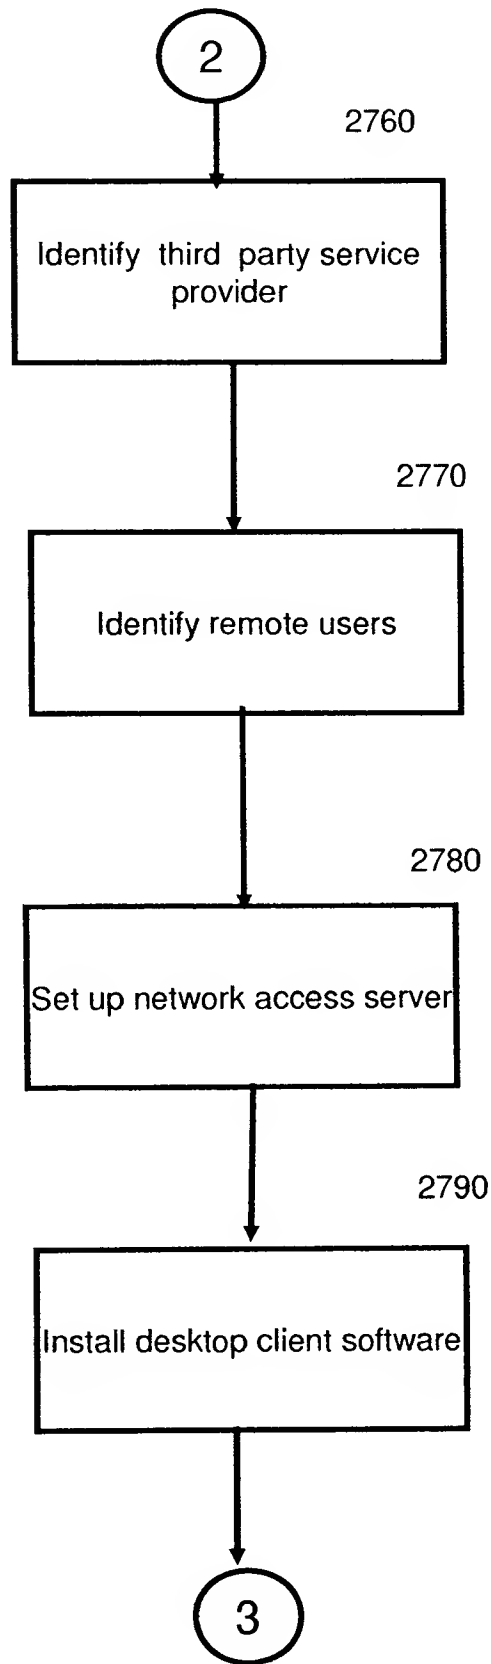 2
2760
Identify third party service
provider
2770
Identify remote users
2780
Set up network access server
2790
Install desktop client software
3